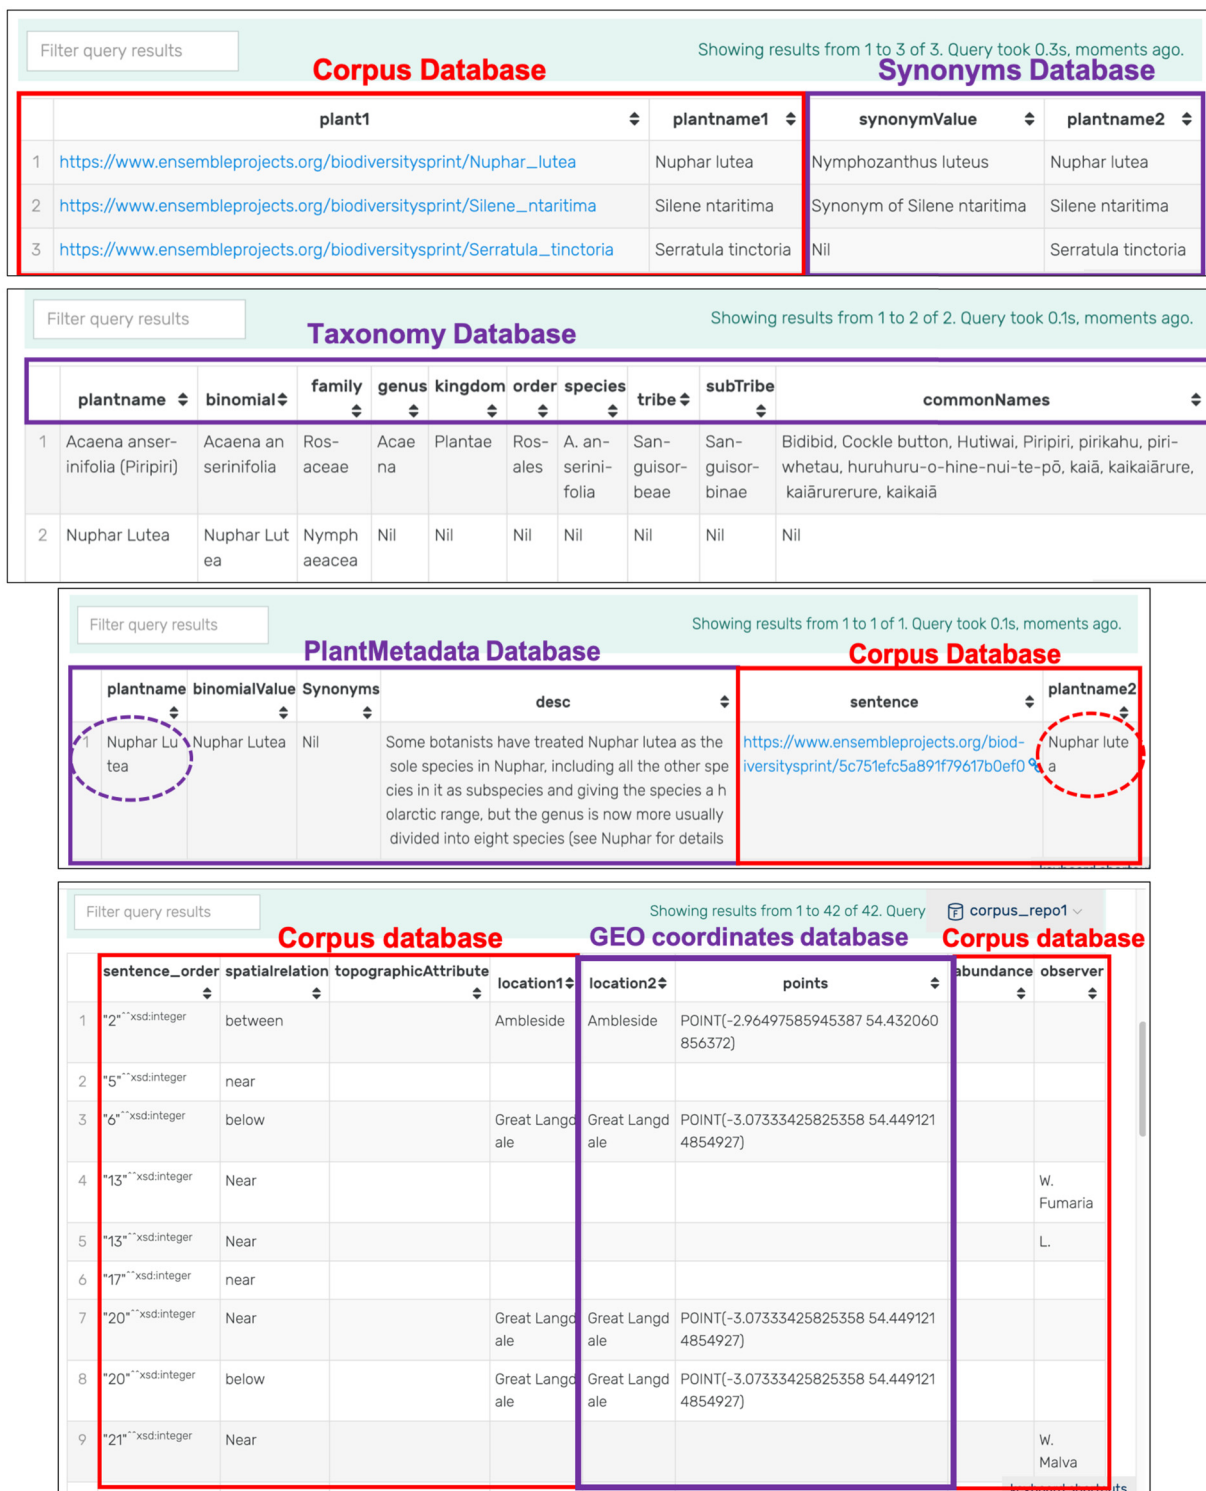 Filter query results
Showing results from 1 to 3 of 3. Query took 0.3s, moments ago.
Corpus Database
Synonyms Database
plant1 plantname1 synonymValue plantname2
1 https://www.ensembleprojects.org/biodiversitysprint/Nuphar_lutea Nuphar lutea Nymphozanthus luteus Nuphar lutea
2 https://www.ensembleprojects.org/biodiversitysprint/Silene_ntaritima Silene ntaritima Synonym of Silene ntaritima Silene ntaritima
3 https://www.ensembleprojects.org/biodiversitysprint/Serratula_tinctoria Serratula tinctoria Nil Serratula tinctoria
Filter query results
Showing results from 1 to 2 of 2. Query took 0.1s, moments ago.
Taxonomy Database
plantname binomial family genus kingdom order species tribe subTribe commonNames
1 Acaena anser- Acaena an Ros- Acae Plantae Ros- A. an- San- San- Bidibid, Cockle button, Hutiwai, Piripiri, pirikahu, piri-
inifolia (Piripiri) serinifolia aceae na ales serini- guisor- guisor- whetau, huruhuru-o-hine-nui-te-pō, kaiā, kaikaiārure,
folia beae binae kaiārurerure, kaikaiā
2 Nuphar Lutea Nuphar Lut Nymph Nil Nil Nil Nil Nil Nil Nil
ea aeacea
Filter query results
Showing results from 1 to 1 of 1. Query took 0.1s, moments ago.
PlantMetadata Database
Corpus Database
plantname binomialValue Synonyms desc sentence plantname2
1 Nuphar Lu Nuphar Lutea Nil Some botanists have treated Nuphar lutea as the https://www.ensembleprojects.org/biod- Nuphar lute
tea sole species in Nuphar, including all the other spe iversitysprint/5c751efc5a891f79617b0ef0 a
cies in it as subspecies and giving the species a h
olarctic range, but the genus is now more usually
divided into eight species (see Nuphar for details
Filter query results
Showing results from 1 to 42 of 42. Query
corpus_repo1
Corpus database
GEO coordinates database
Corpus database
sentence_order spatialrelation topographicAttribute location1 location2 points abundance observer
1 "2"^^xsd:integer between Ambleside Ambleside POINT(-2.96497585945387 54.432060
856372)
2 "5"^^xsd:integer near
3 "6"^^xsd:integer below Great Langd Great Langd POINT(-3.07333425825358 54.449121
ale ale 4854927)
4 "13"^^xsd:integer Near W.
Fumaria
5 "13"^^xsd:integer Near L.
6 "17"^^xsd:integer near
7 "20"^^xsd:integer Near Great Langd Great Langd POINT(-3.07333425825358 54.449121
ale ale 4854927)
8 "20"^^xsd:integer below Great Langd Great Langd POINT(-3.07333425825358 54.449121
ale ale 4854927)
9 "21"^^xsd:integer Near W.
Malva